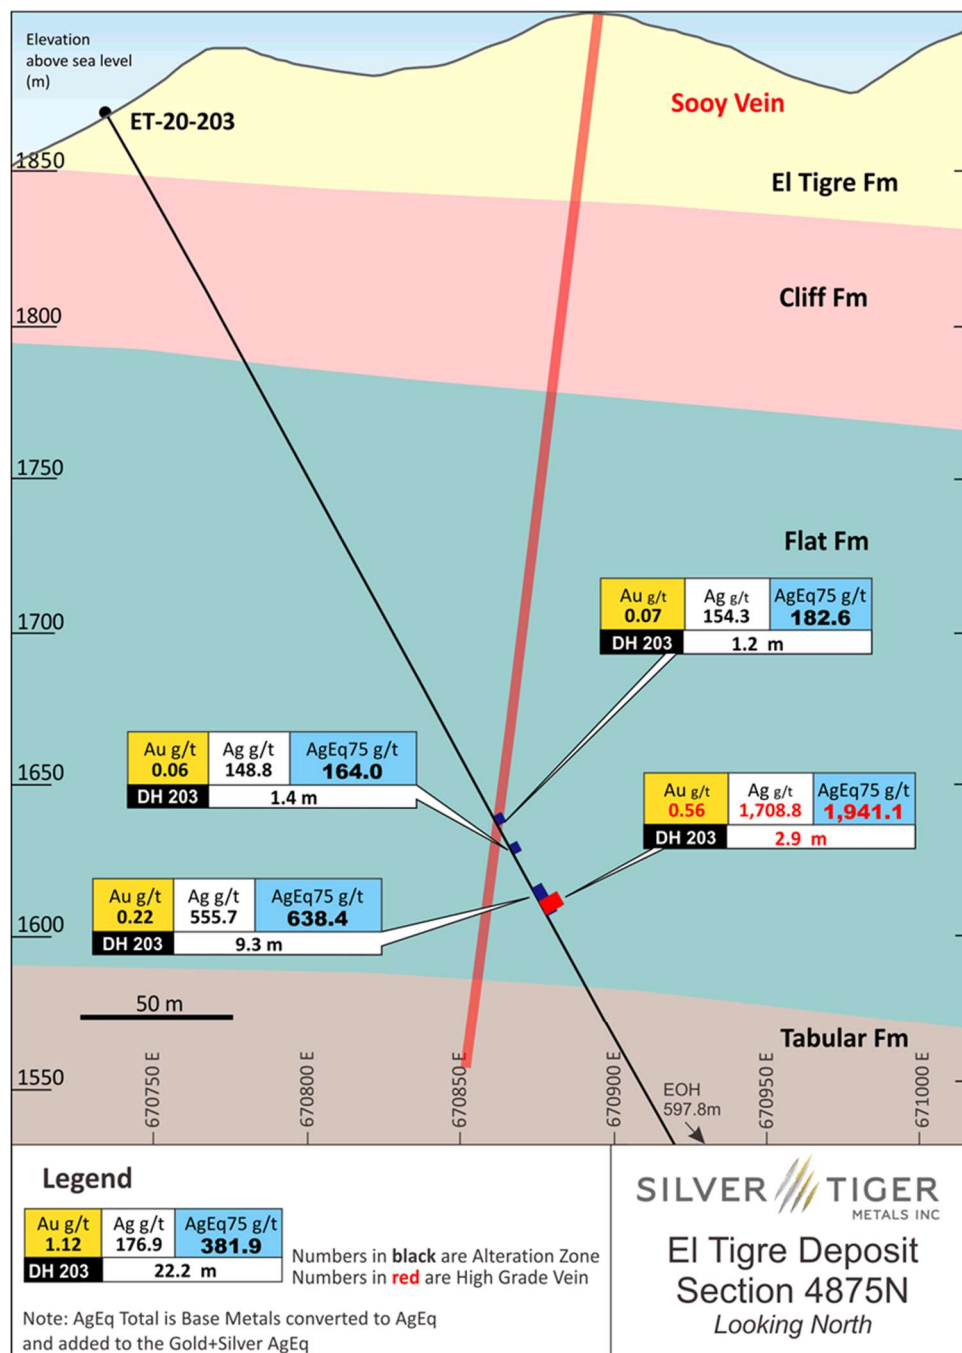 Elevation
above sea level
(m)
ET-20-203
Sooy Vein
El Tigre Fm
1850
Cliff Fm
1800
1750
Flat Fm
Au g/t Ag g/t AgEq75 g/t
0.07 154.3 182.6
DH 203 1.2 m
1700
Au g/t Ag g/t AgEq75 g/t
0.06 148.8 164.0
DH 203 1.4 m
1650
Au g/t Ag g/t AgEq75 g/t
0.56 1,708.8 1,941.1
DH 203 2.9 m
Au g/t Ag g/t AgEq75 g/t
0.22 555.7 638.4
DH 203 9.3 m
1600
50 m
Tabular Fm
1550
670750 E
670800 E
670850 E
670900 E
670950 E
671000 E
EOH
597.8m
Legend
Au g/t Ag g/t AgEq75 g/t
1.12 176.9 381.9
DH 203 22.2 m
Numbers in black are Alteration Zone
Numbers in red are High Grade Vein
Note: AgEq Total is Base Metals converted to AgEq
and added to the Gold+Silver AgEq
SILVER TIGER
METALS INC
El Tigre Deposit
Section 4875N
Looking North